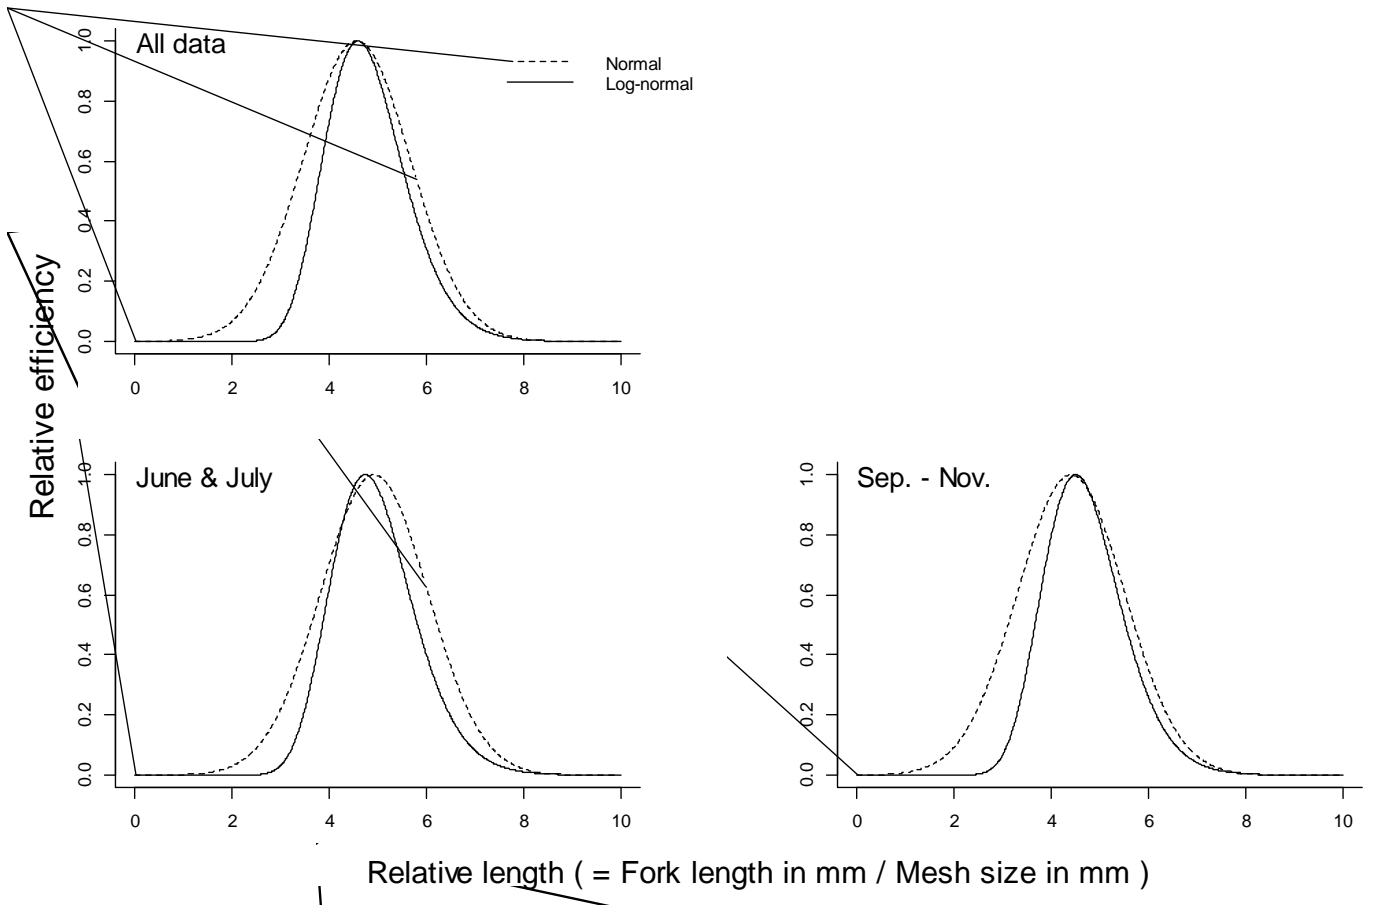 All data
Normal
Log-normal
1.0
0.8
0.6
0.4
0.2
0.0
0 2 4 6 8 10
Relative efficiency
June & July
1.0
0.8
0.6
0.4
0.2
0.0
0 2 4 6 8 10
Sep. - Nov.
1.0
0.8
0.6
0.4
0.2
0.0
0 2 4 6 8 10
Relative length ( = Fork length in mm / Mesh size in mm )